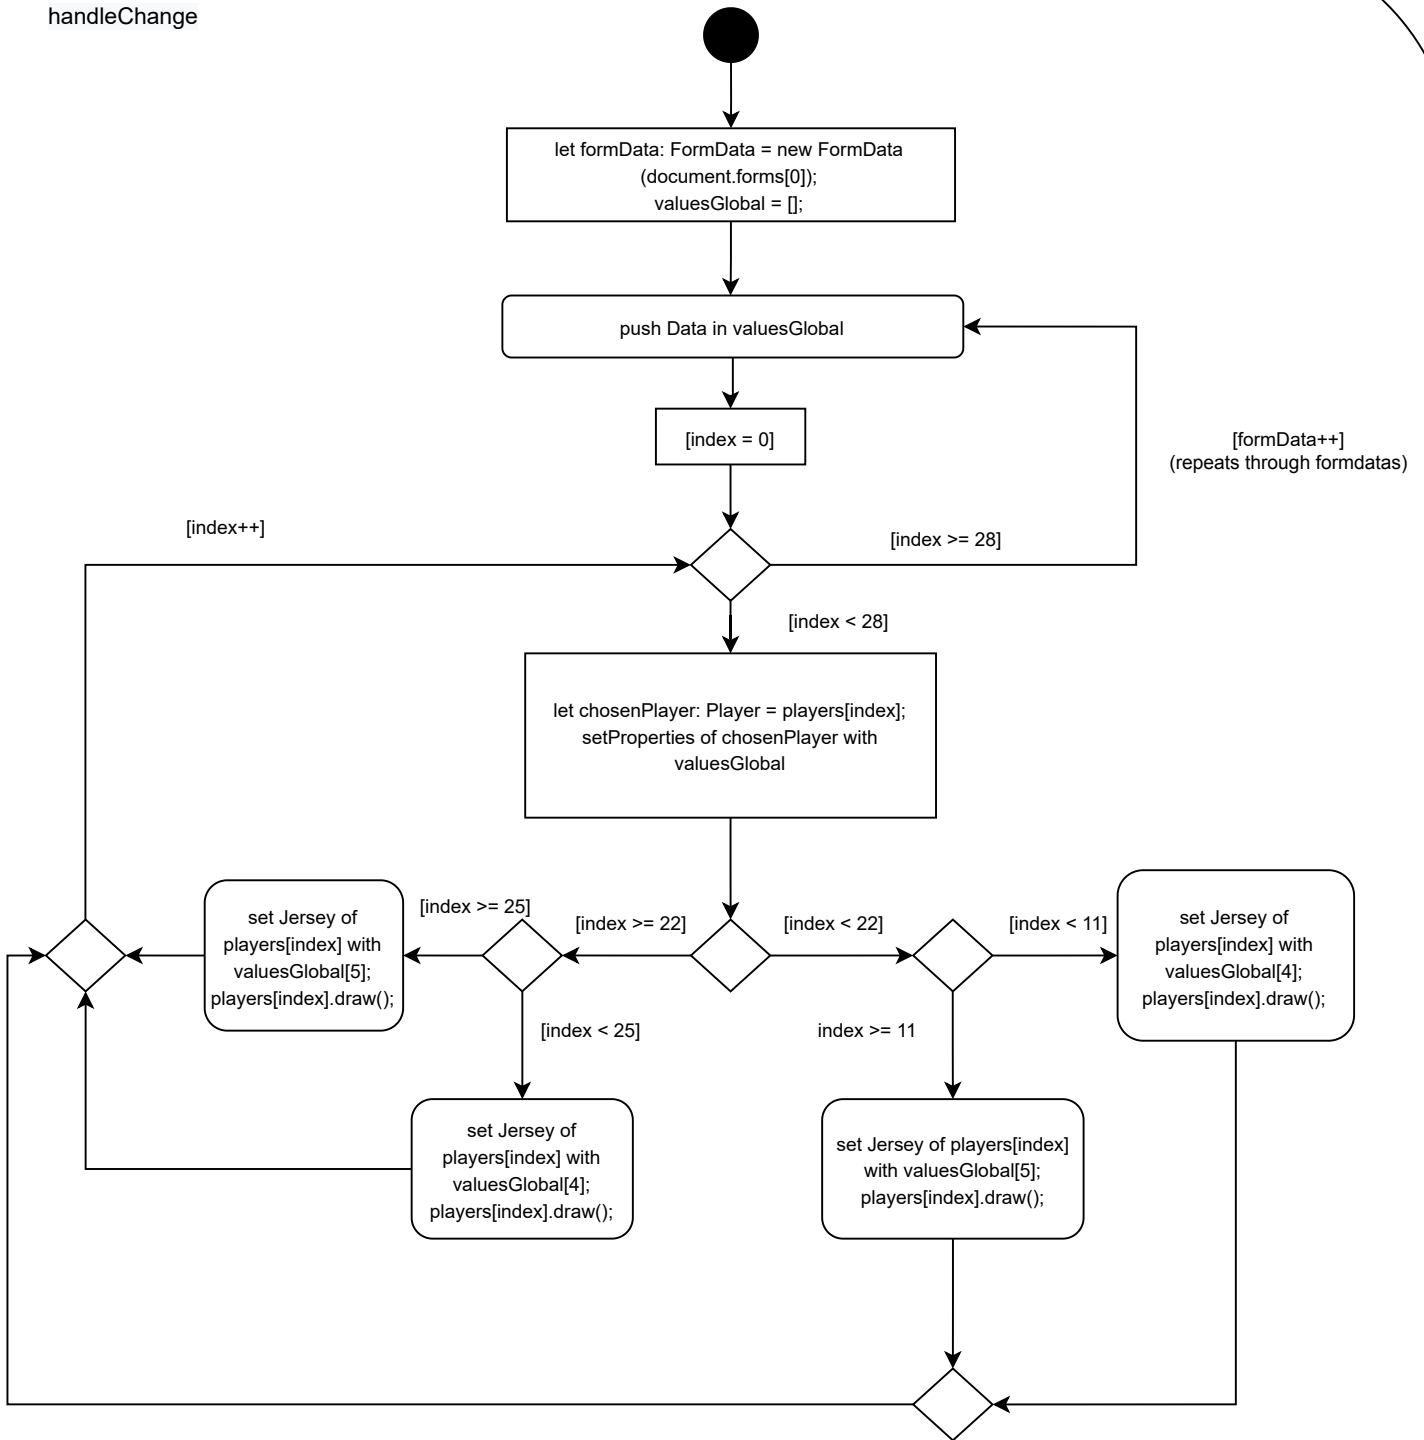 handleChange
let formData: FormData = new FormData
(document.forms[0]);
valuesGlobal = [];
push Data in valuesGlobal
[index = 0]
[formData++]
(repeats through formdatas)
[index++]
[index >= 28]
[index < 28]
let chosenPlayer: Player = players[index];
setProperties of chosenPlayer with
valuesGlobal
set Jersey of
players[index] with
valuesGlobal[5];
players[index].draw();
[index >= 25]
[index >= 22]
[index < 22]
[index < 11]
set Jersey of
players[index] with
valuesGlobal[4];
players[index].draw();
[index < 25]
index >= 11
set Jersey of
players[index] with
valuesGlobal[4];
players[index].draw();
set Jersey of players[index]
with valuesGlobal[5];
players[index].draw();